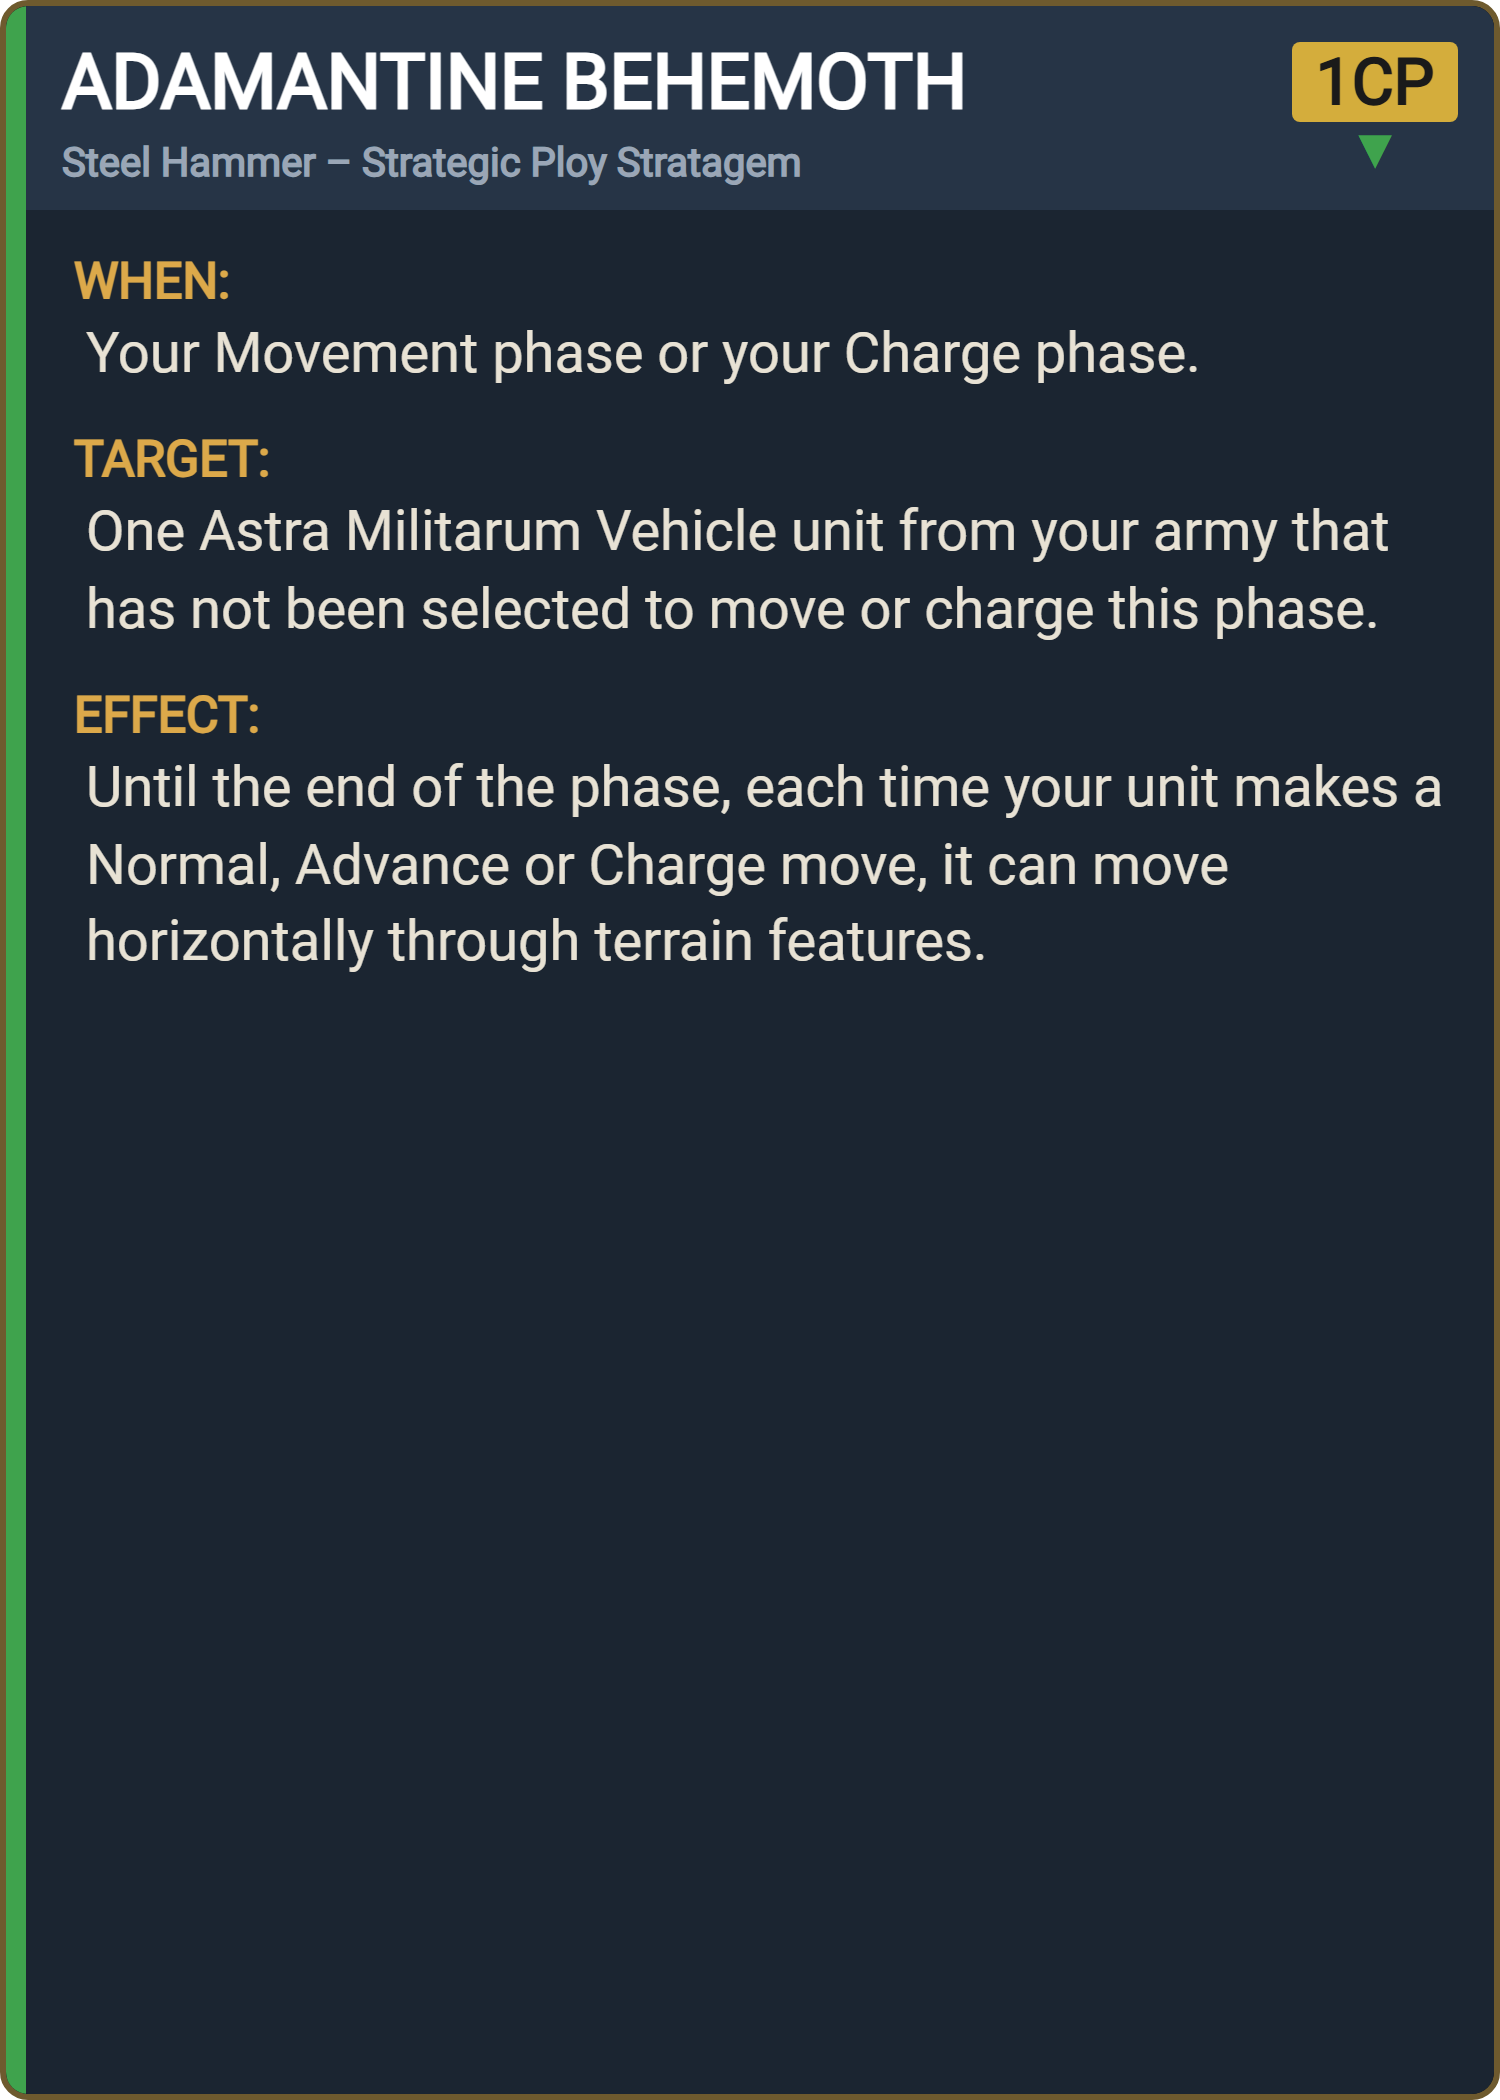 ADAMANTINE BEHEMOTH
1CP
Steel Hammer – Strategic Ploy Stratagem
WHEN:
Your Movement phase or your Charge phase.
TARGET:
One Astra Militarum Vehicle unit from your army that
has not been selected to move or charge this phase.
EFFECT:
Until the end of the phase, each time your unit makes a
Normal, Advance or Charge move, it can move
horizontally through terrain features.